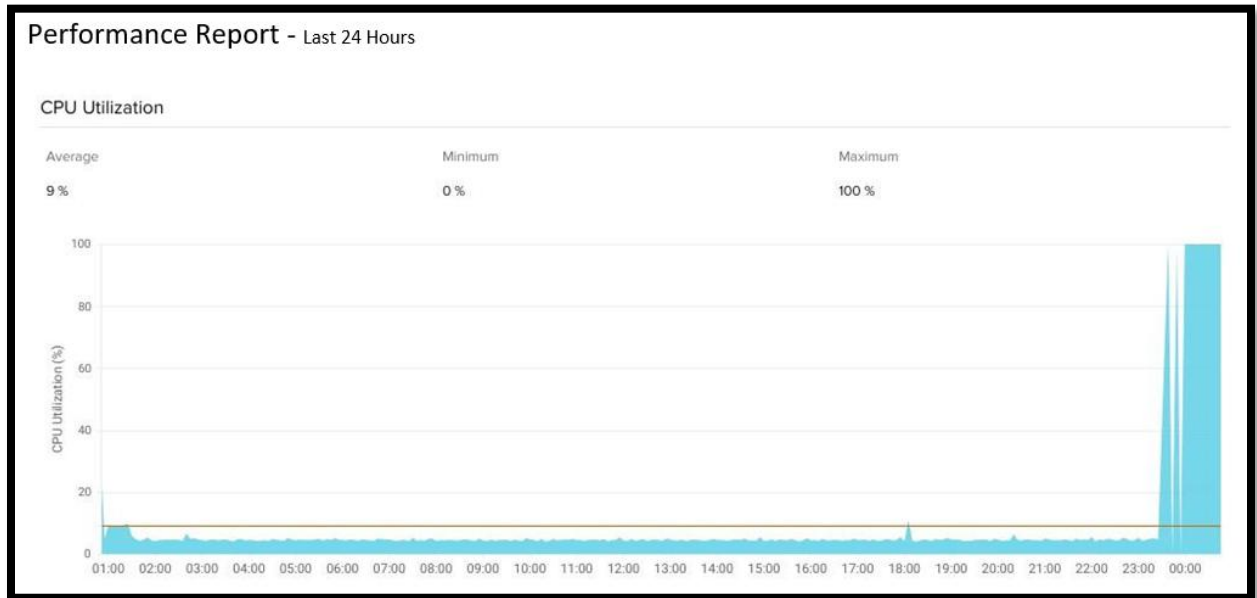 Performance Report - Last 24 Hours
CPU Utilization
Average Minimum Maximum
9 % 0 % 100 %
100
80
60
40
20
0
CPU Utilization (%)
01:00 02:00 03:00 04:00 05:00 06:00 07:00 08:00 09:00 10:00 11:00 12:00 13:00 14:00 15:00 16:00 17:00 18:00 19:00 20:00 21:00 22:00 23:00 00:00